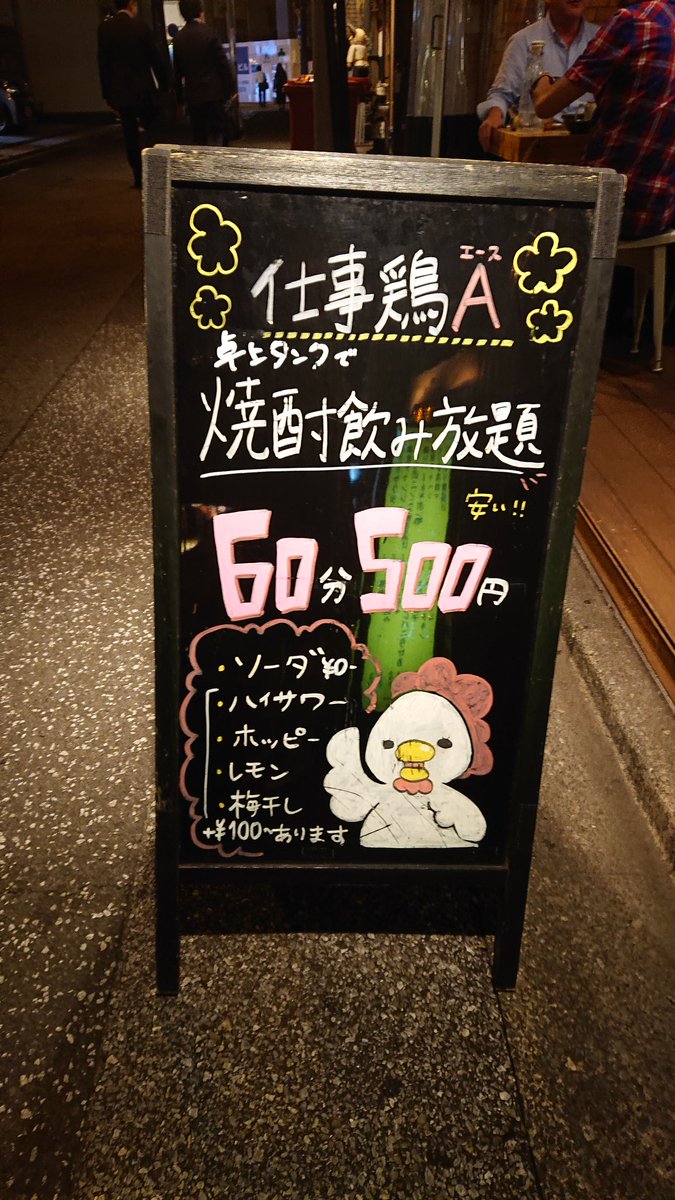 エース
仕事鶏A
卓上タンクで
焼酎飲み放題
安い!!
60分500円
・ソーダ ¥0-
・ハイサワー
・ホッピー
・レモン
・梅干し
+¥100~あります